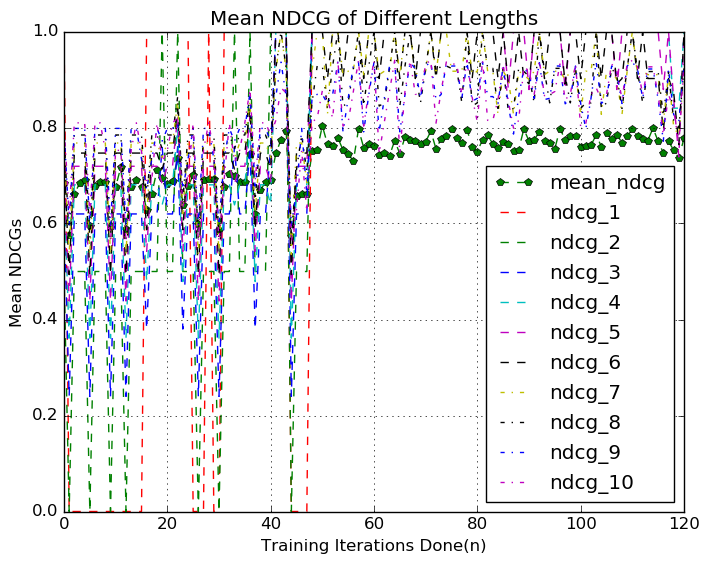 Mean NDCG of Different Lengths
1.0
0.8
0.6
0.4
0.2
0.0
Mean NDCGs
mean_ndcg
ndcg_1
ndcg_2
ndcg_3
ndcg_4
ndcg_5
ndcg_6
ndcg_7
ndcg_8
ndcg_9
ndcg_10
0 20 40 60 80 100 120
Training Iterations Done(n)